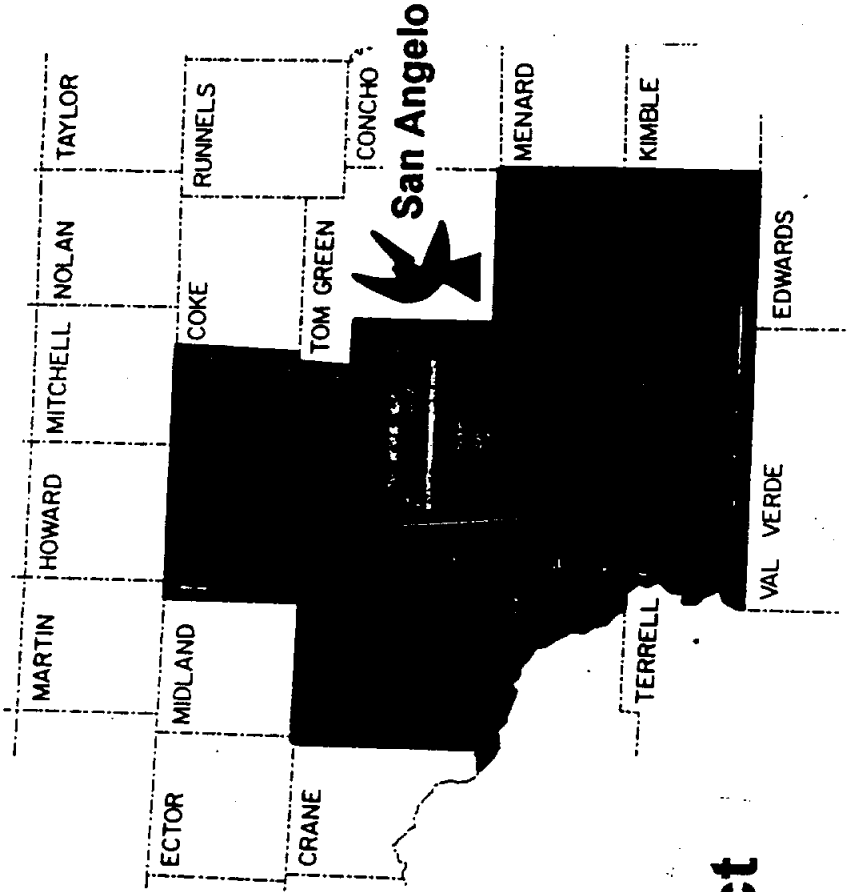 MARTIN HOWARD MITCHELL NOLAN TAYLOR
ECTOR MIDLAND COKE RUNNELS
CRANE TOM GREEN CONCHO
San Angelo
MENARD
TERRELL KIMBLE
VAL VERDE EDWARDS